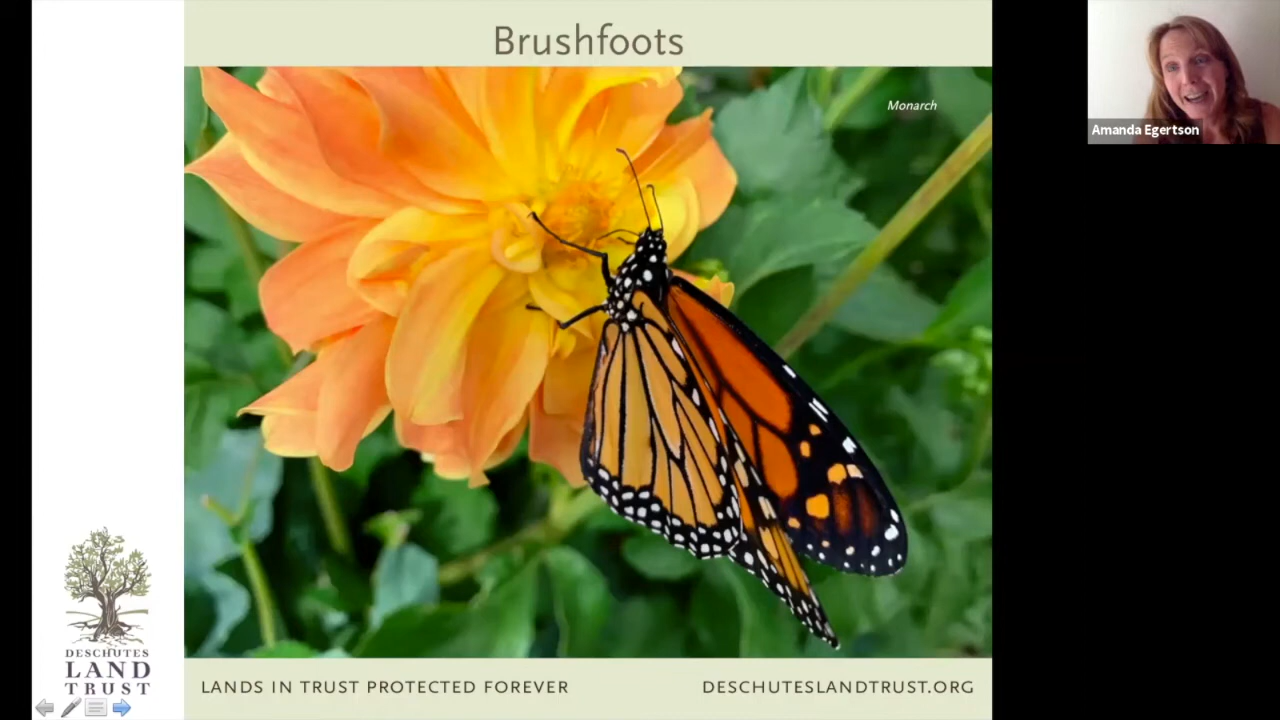 Brushfoots
Monarch
Amanda Egertson
DESCHUTES
LAND
TRUST
LANDS IN TRUST PROTECTED FOREVER
DESCHUTESLANDTRUST.ORG